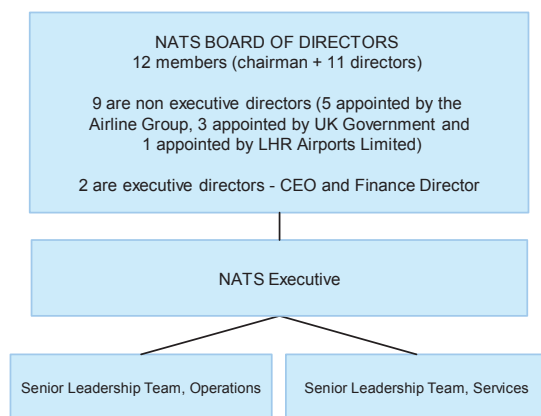 NATS BOARD OF DIRECTORS
12 members (chairman + 11 directors)
9 are non executive directors (5 appointed by the
Airline Group, 3 appointed by UK Government and
1 appointed by LHR Airports Limited)
2 are executive directors - CEO and Finance Director
NATS Executive
Senior Leadership Team, Operations
Senior Leadership Team, Services